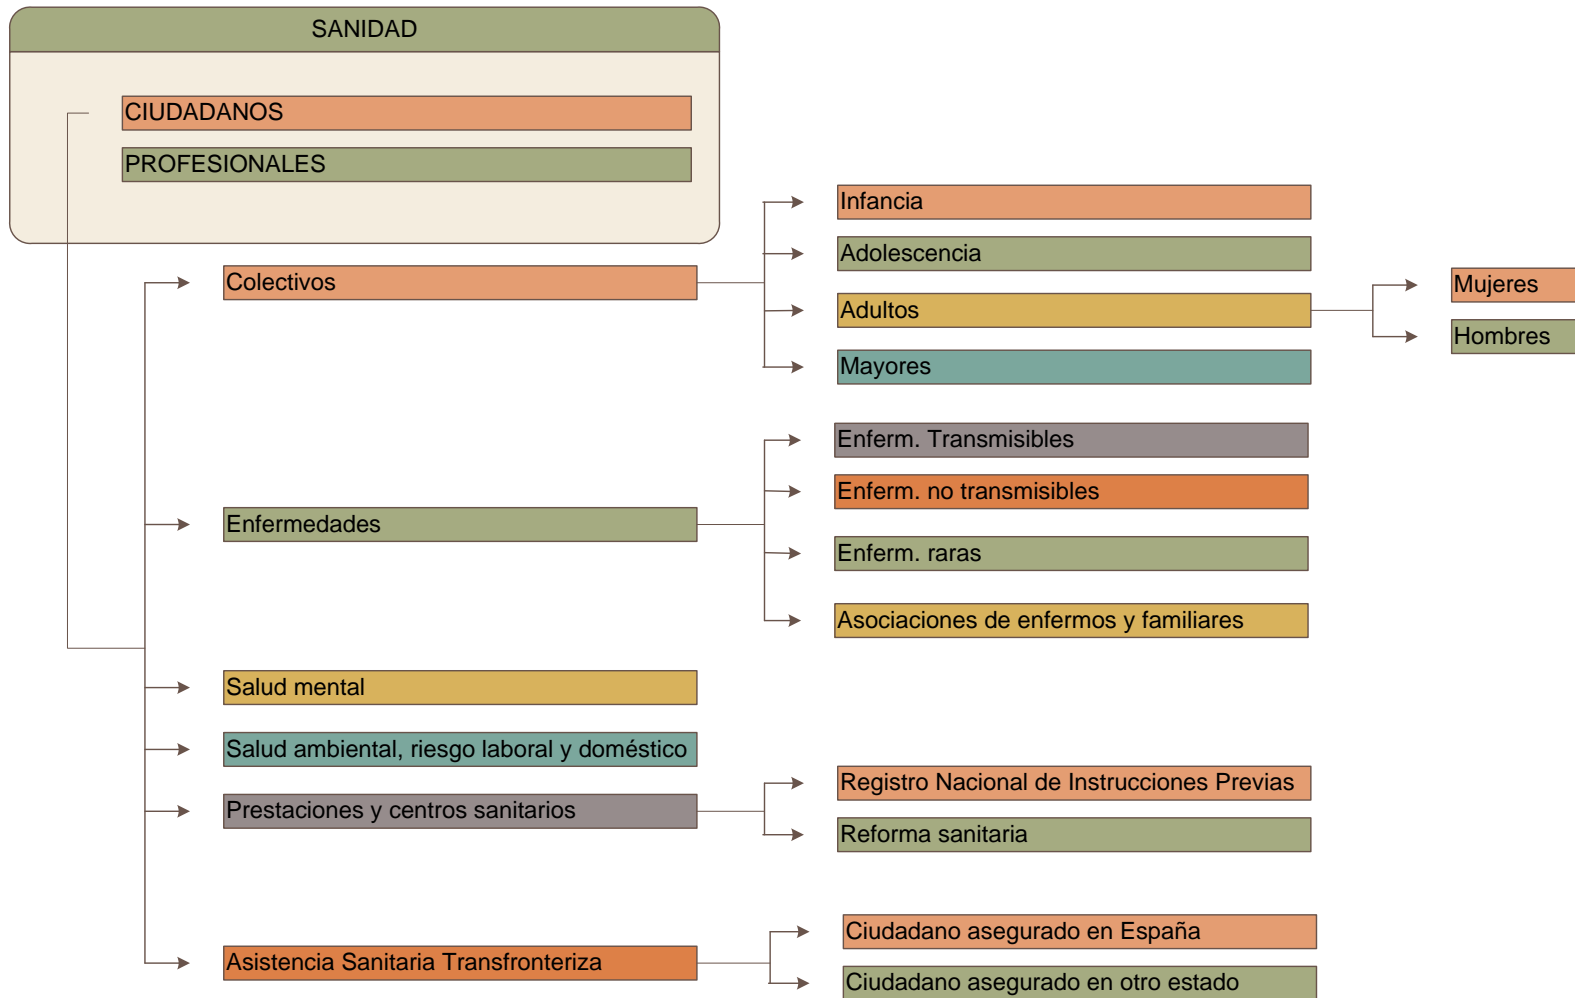 SANIDAD
CIUDADANOS
PROFESIONALES
Colectivos
Infancia
Adolescencia
Adultos
Mayores
Mujeres
Hombres
Enfermedades
Enferm. Transmisibles
Enferm. no transmisibles
Enferm. raras
Asociaciones de enfermos y familiares
Salud mental
Salud ambiental, riesgo laboral y doméstico
Prestaciones y centros sanitarios
Registro Nacional de Instrucciones Previas
Reforma sanitaria
Asistencia Sanitaria Transfronteriza
Ciudadano asegurado en España
Ciudadano asegurado en otro estado